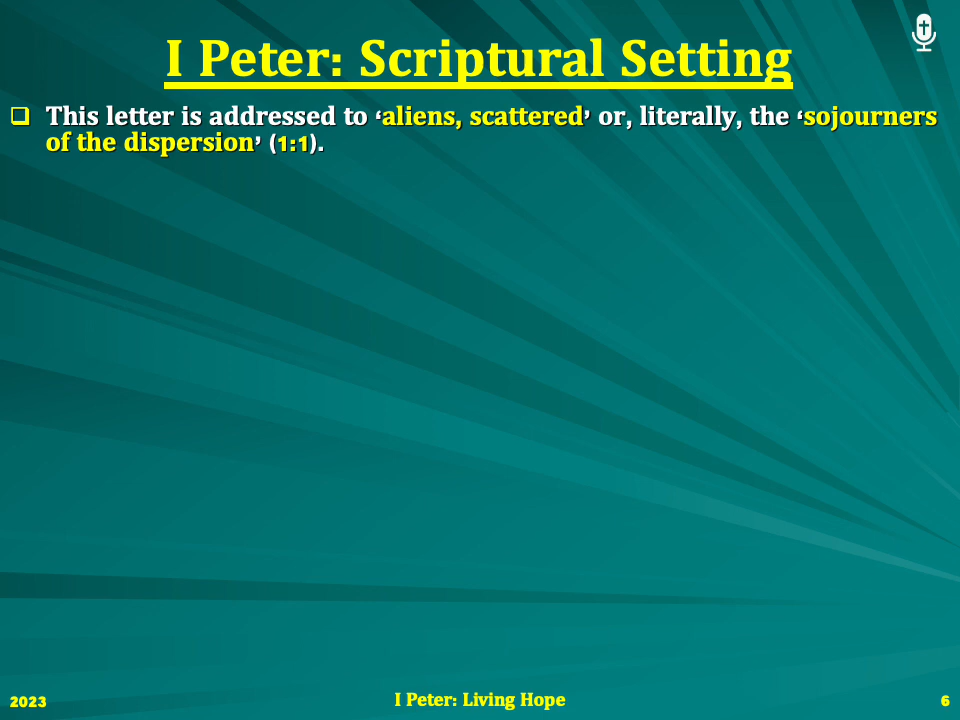 I Peter: Scriptural Setting
This letter is addressed to ‘aliens, scattered’ or, literally, the ‘sojourners
of the dispersion’ (1:1).
2023
I Peter: Living Hope
6